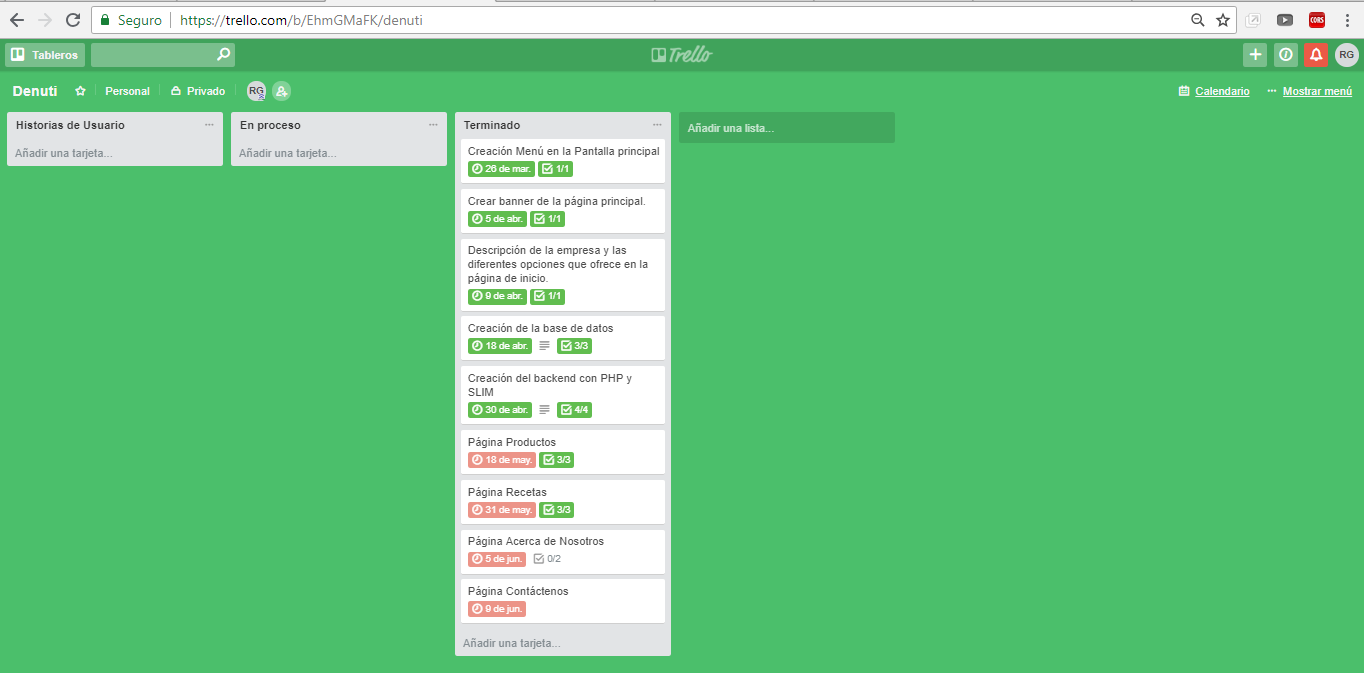 Seguro https://trello.com/b/EhmGMaFK/denuti
CORS
Tableros
Trello
RG
Denuti Personal Privado RG
Calendario ... Mostrar menú
Historias de Usuario ...
Añadir una tarjeta...
En proceso ...
Añadir una tarjeta...
Terminado ...
Creación Menú en la Pantalla principal
26 de mar. 1/1
Crear banner de la página principal.
5 de abr. 1/1
Descripción de la empresa y las
diferentes opciones que ofrece en la
página de inicio.
9 de abr. 1/1
Creación de la base de datos
18 de abr. 3/3
Creación del backend con PHP y
SLIM
30 de abr. 4/4
Página Productos
18 de may. 3/3
Página Recetas
31 de may. 3/3
Página Acerca de Nosotros
5 de jun. 0/2
Página Contáctenos
9 de jun.
Añadir una tarjeta...
Añadir una lista...